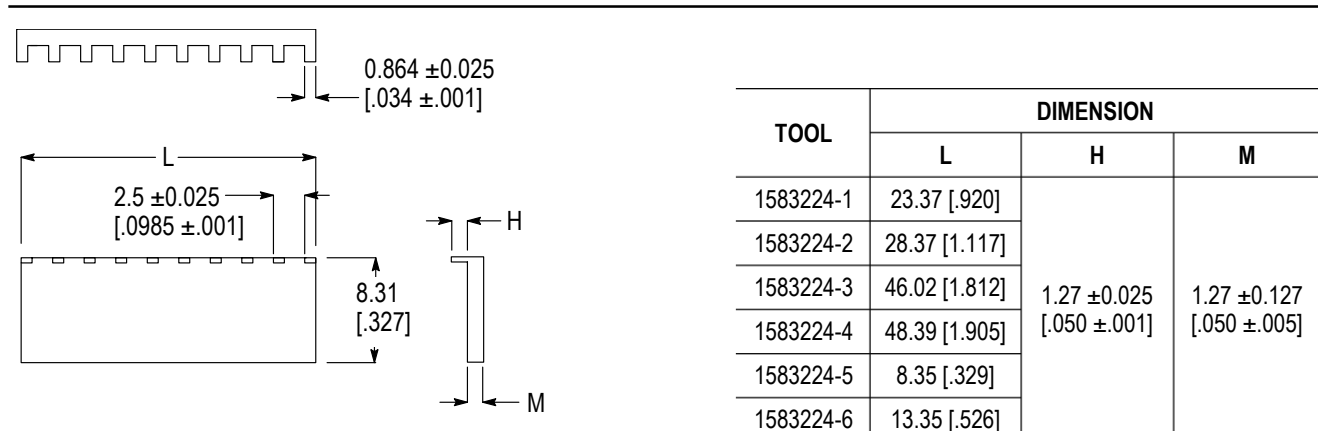 0.864 ±0.025
[.034 ±.001]
L
2.5 ±0.025
[.0985 ±.001]
H
8.31
[.327]
M
TOOL DIMENSION
L H M
1583224-1 23.37 [.920]
1583224-2 28.37 [1.117]
1583224-3 46.02 [1.812]
1583224-4 48.39 [1.905]
1583224-5 8.35 [.329]
1583224-6 13.35 [.526]
1.27 ±0.025
[.050 ±.001]
1.27 ±0.127
[.050 ±.005]